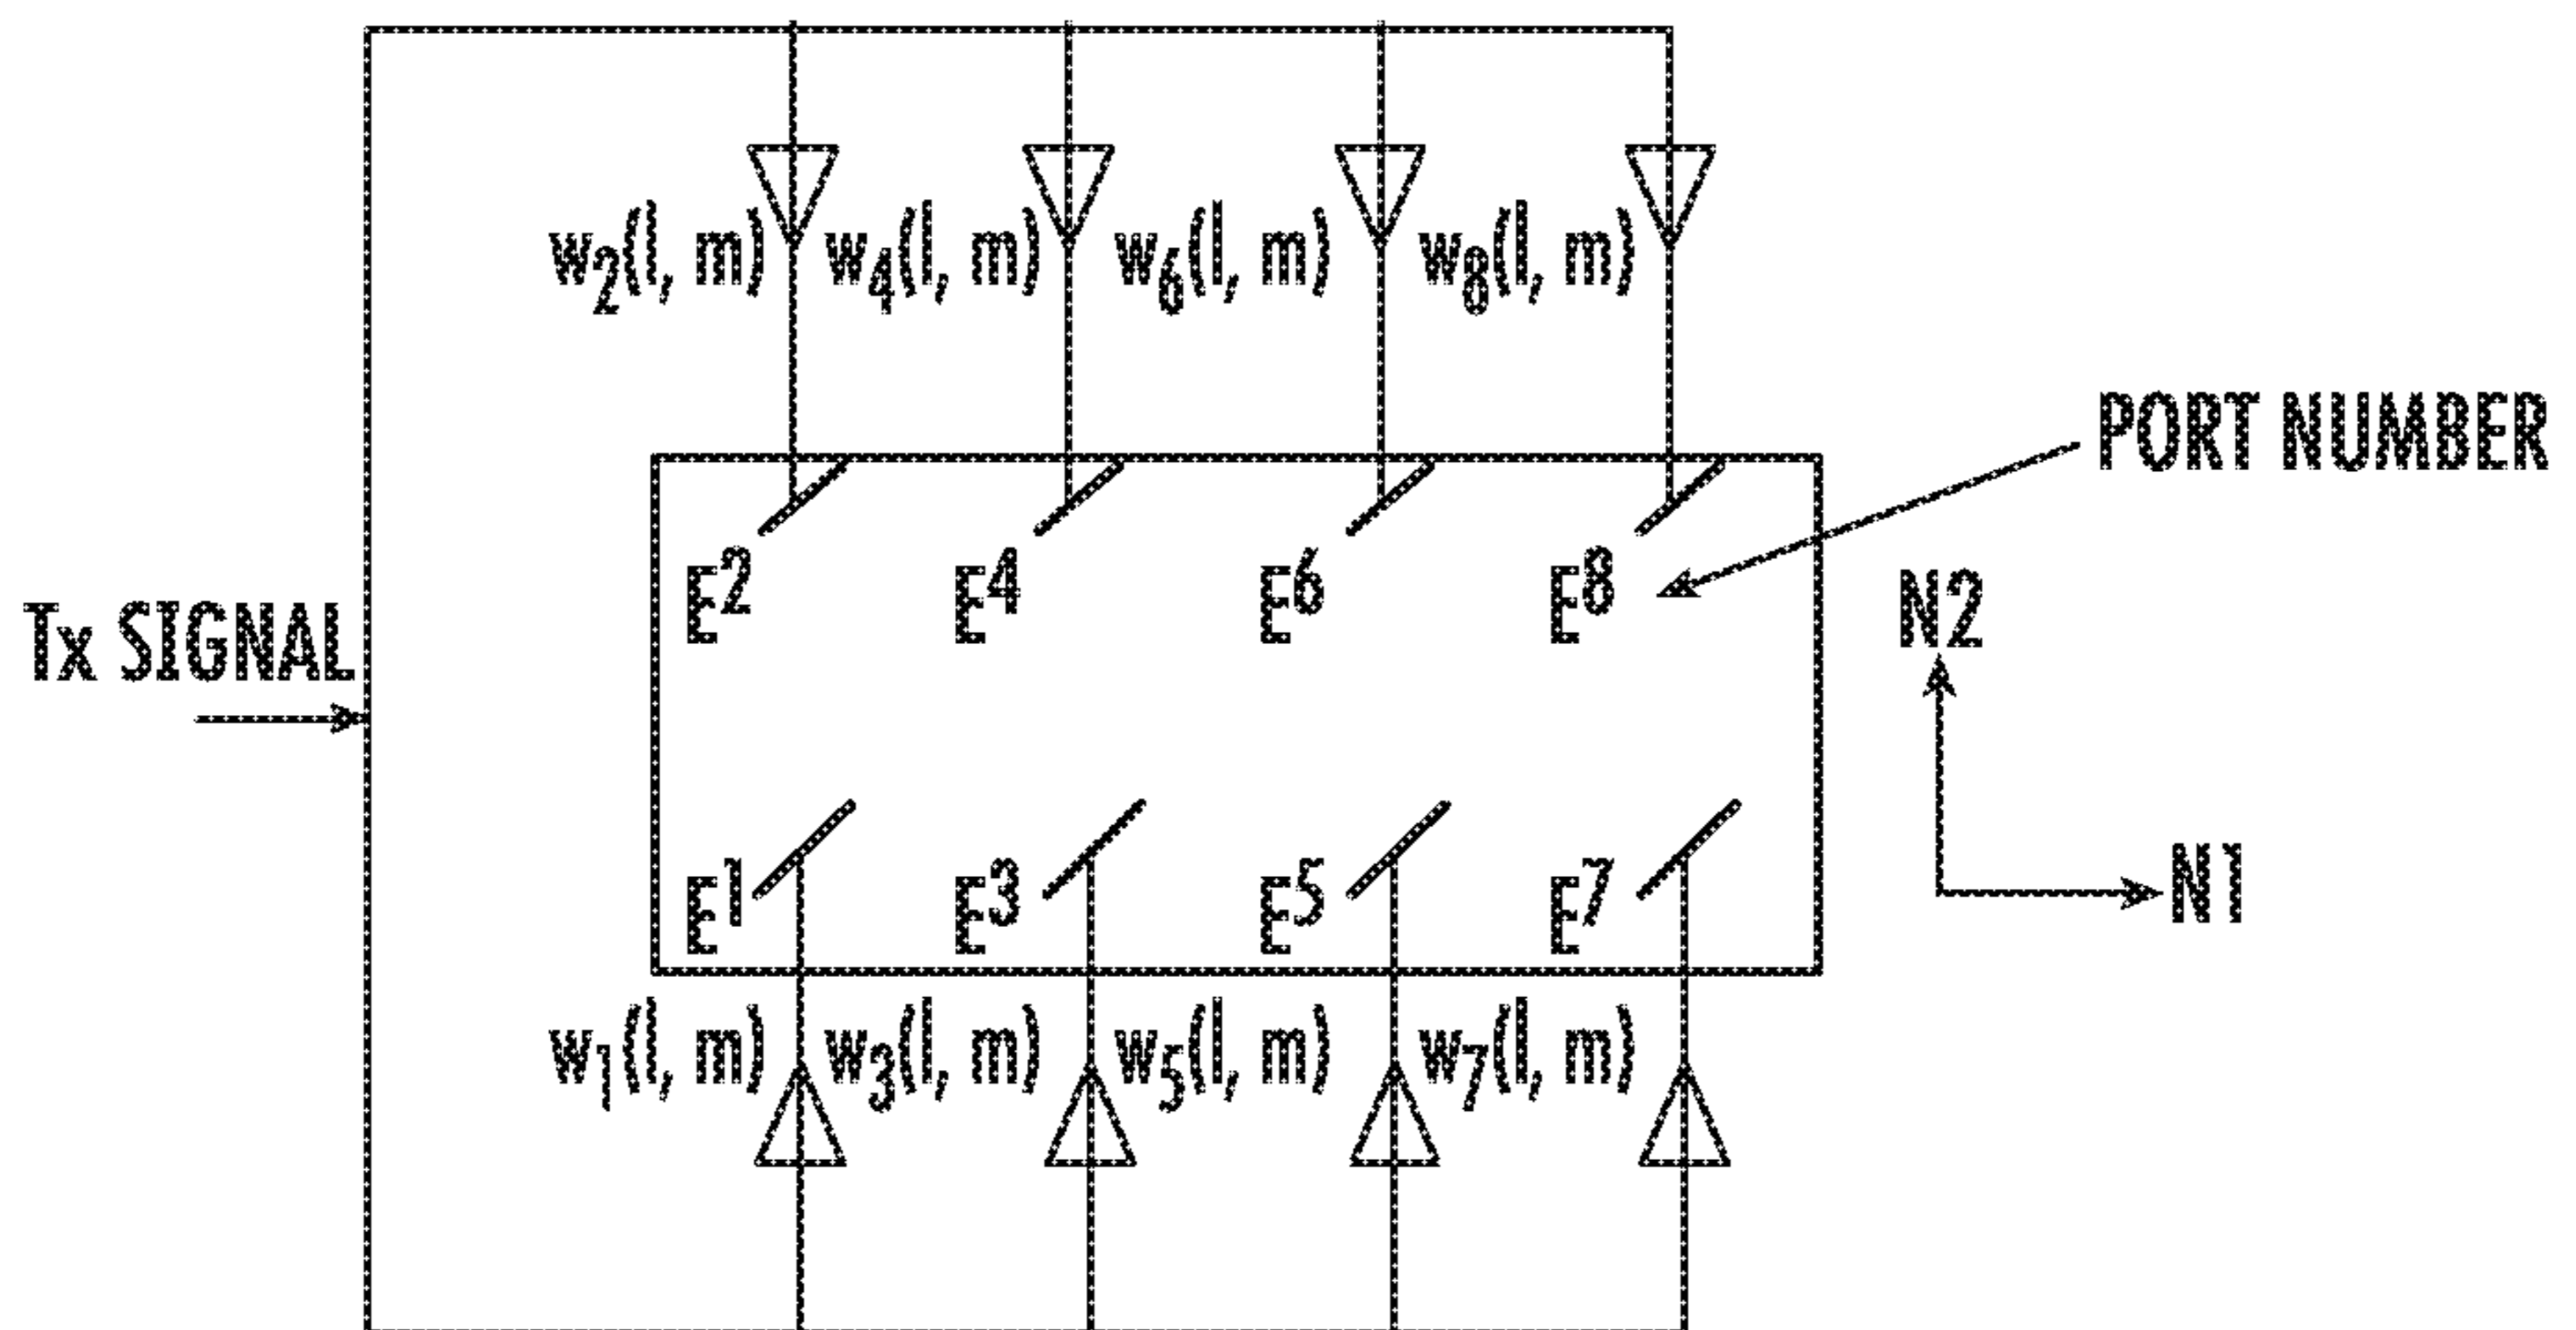 w2(l, m) w4(l, m) w6(l, m) w8(l, m)
PORT NUMBER
E2 E4 E6 E8
N2
Tx SIGNAL
E1 E3 E5 E7
N1
w1(l, m) w3(l, m) w5(l, m) w7(l, m)